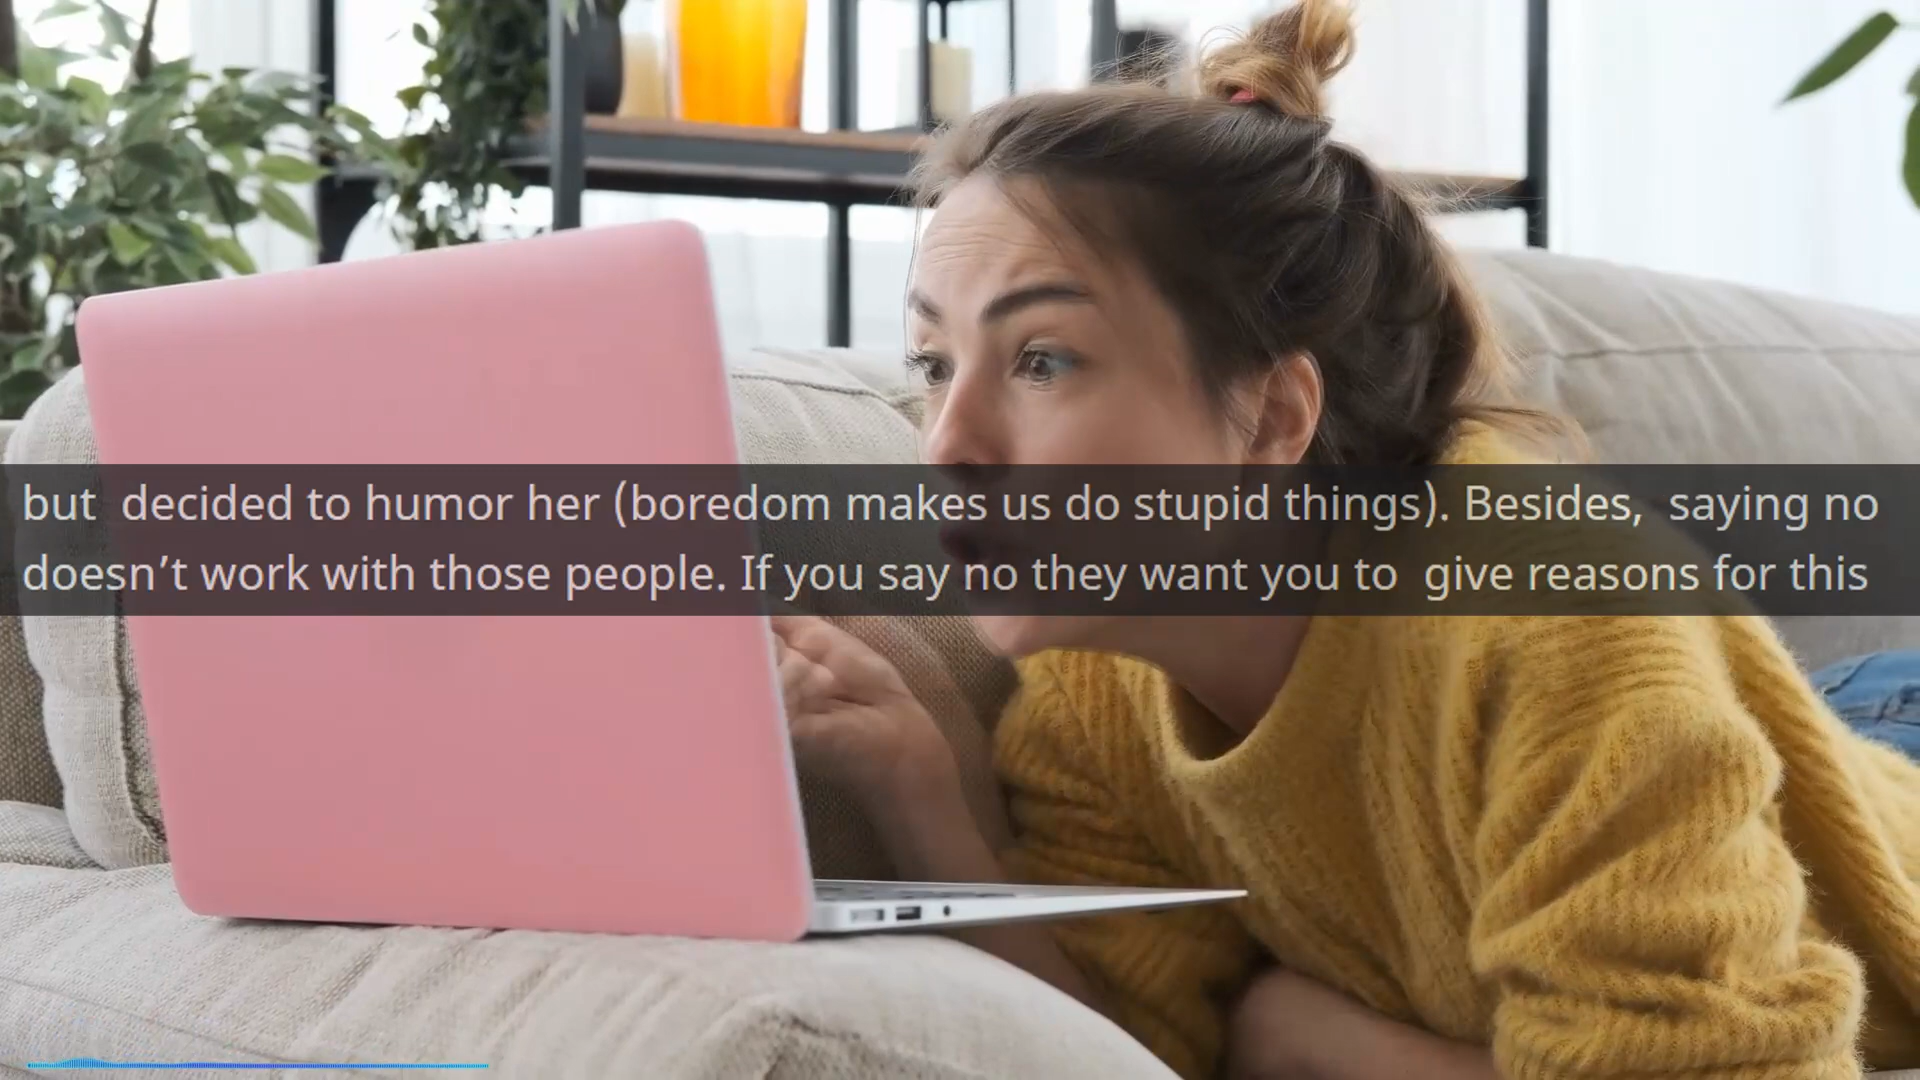 but decided to humor her (boredom makes us do stupid things). Besides, saying no
doesn’t work with those people. If you say no they want you to give reasons for this